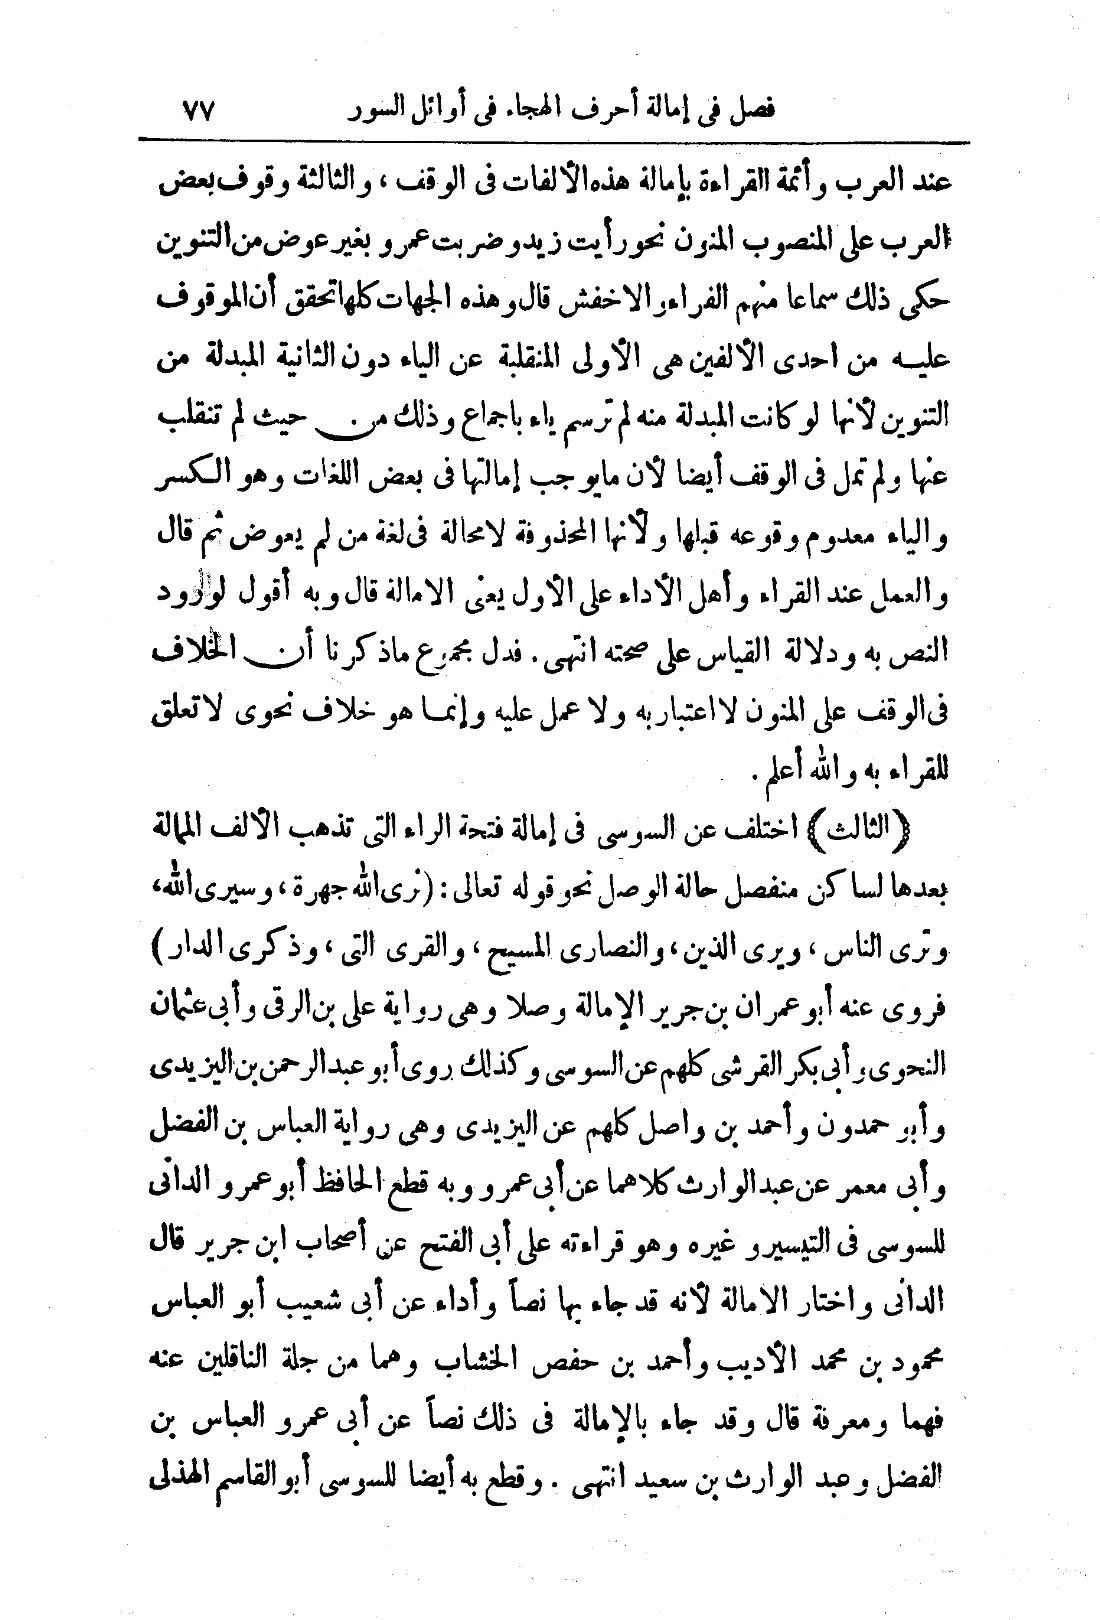 فصل فى إمالة أحرف الهجاء فى أوائل السور ٧٧
عند العرب وأئمة القراءة بإمالة هذه الألفات فى الوقف ، والثالثة وقوف بعض
العرب على المنصوب المنون نحو رأيت زيد وضربت عمرو بغير عوض من التنوين
حكى ذلك سماعا منهم الفراء والاخفش قال وهذه الجهات كلها تحقق أن الموقوف
عليه من احدى الألفين هى الأولى المنقلبة عن الياء دون الثانية المبدلة من
التنوين لأنها لو كانت المبدلة منه لم ترسم ياء باجماع وذلك من حيث لم تنقلب
عنها ولم تمل فى الوقف أيضا لأن مايوجب إمالتها فى بعض اللغات وهو الكسر
والياء معدوم وقوعه قبلها ولأنها المحذوفة لامحالة فى لغة من لم يعوض ثم قال
والعمل عند القراء وأهل الأداء على الأول يعنى الامالة قال وبه أقول لورود
النص به ودلالة القياس على صحته انتهى . فدل مجموع ماذكرنا أن الخلاف
فى الوقف على المنون لا اعتبار به ولا عمل عليه وإنما هو خلاف نحوى لا تعلق
للقراء به والله أعلم .
﴿الثالث﴾ اختلف عن السوسى فى إمالة فتحة الراء التى تذهب الألف الممالة
بعدها لساكن منفصل حالة الوصل نحو قوله تعالى : (نرى الله جهرة ، وسيرى الله،
وترى الناس ، ويرى الذين ، والنصارى المسيح ، والقرى التى ، وذكرى الدار)
فروى عنه أبو عمران بن جرير الإمالة وصلا وهى رواية على بن الرقى وأبى عثمان
النحوى وأبى بكر القرشى كلهم عن السوسى وكذلك روى أبو عبد الرحمن بن اليزيدى
وأبو حمدون وأحمد بن واصل كلهم عن اليزيدى وهى رواية العباس بن الفضل
وأبى معمر عن عبد الوارث كلاهما عن أبى عمرو وبه قطع الحافظ أبو عمرو الدانى
للسوسى فى التيسير و غيره وهو قراءته على أبى الفتح عن أصحاب ابن جرير قال
الدانى واختار الامالة لأنه قد جاء بها نصاً وأداء عن أبى شعيب أبو العباس
محمود بن محمد الأديب وأحمد بن حفص الخشاب وهما من جلة الناقلين عنه
فهما ومعرفة قال وقد جاء بالإمالة فى ذلك نصاً عن أبى عمرو العباس بن
الفضل وعبد الوارث بن سعيد انتهى . وقطع به أيضا للسوسى أبو القاسم الهذلى